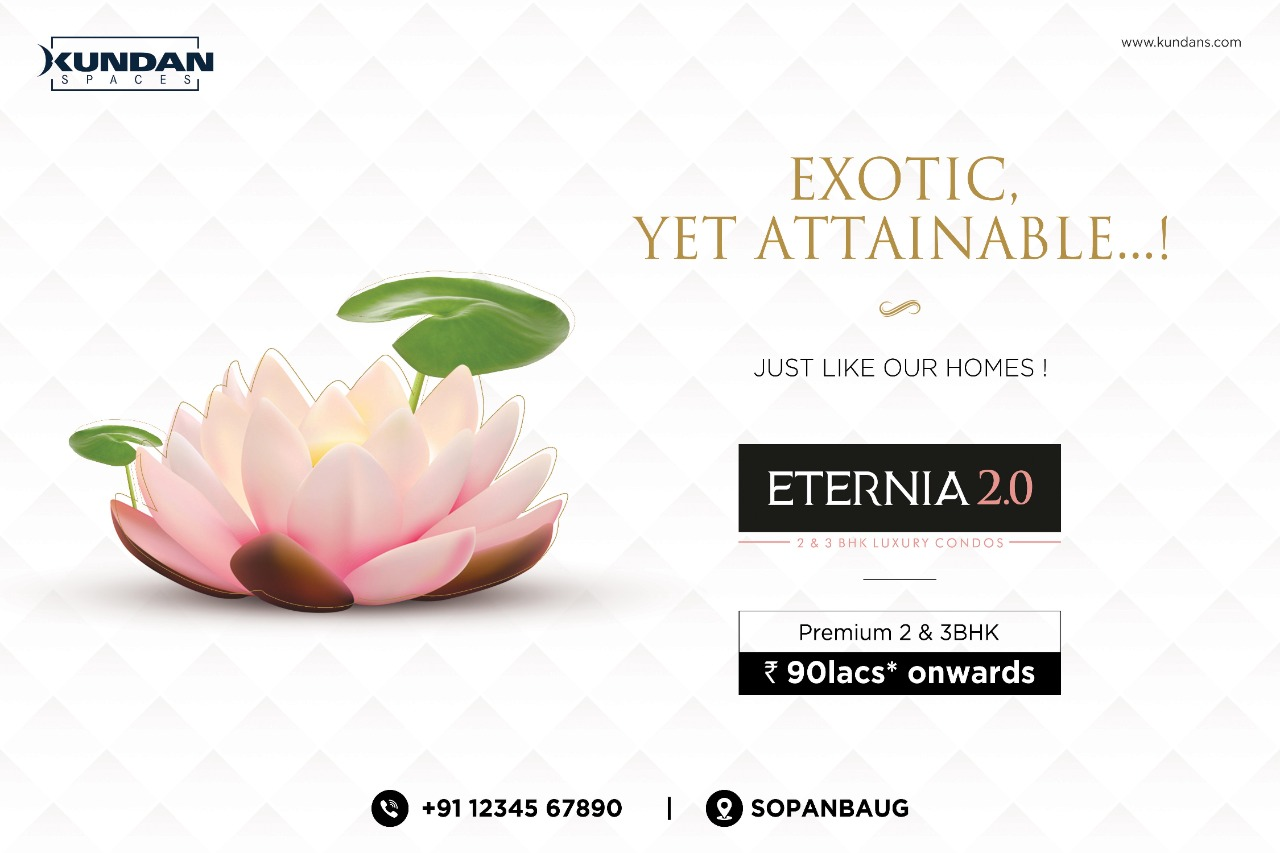 KUNDAN
SPACES
www.kundans.com
EXOTIC,
YET ATTAINABLE...!
JUST LIKE OUR HOMES !
ETERNIA 2.0
2 & 3 BHK LUXURY CONDOS
Premium 2 & 3BHK
₹ 90lacs* onwards
+91 12345 67890 | SOPANBAUG